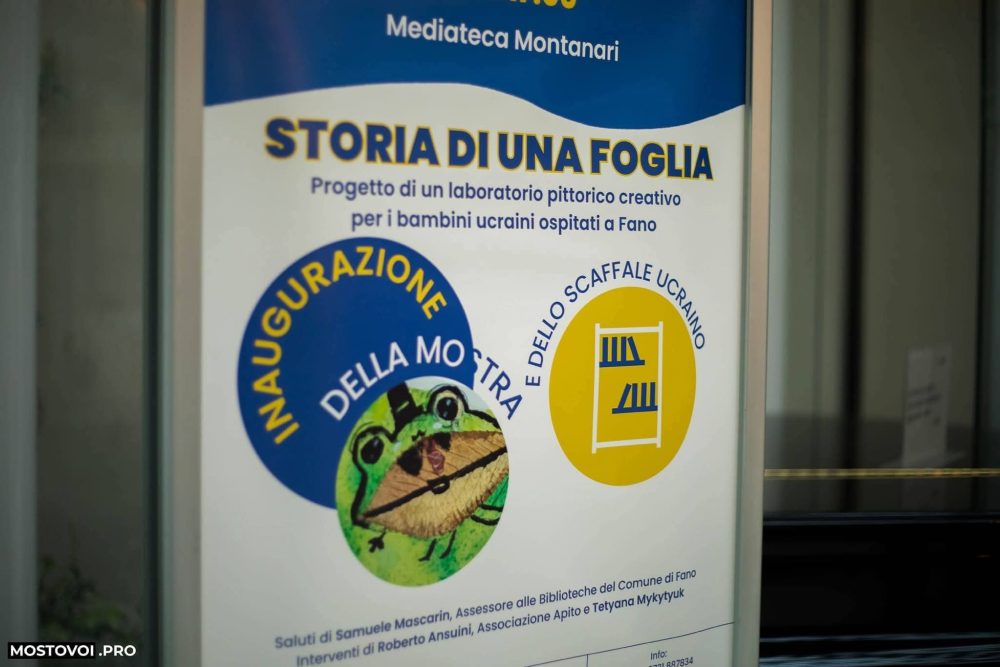 Mediateca Montanari
STORIA DI UNA FOGLIA
Progetto di un laboratorio pittorico creativo
per i bambini ucraini ospitati a Fano
INAUGURAZIONE
DELLA MOSTRA
E DELLO SCAFFALE UCRAINO
Saluti di Samuele Mascarin, Assessore alle Biblioteche del Comune di Fano
Interventi di Roberto Ansuini, Associazione Apito e Tetyana Mykytyuk
Info:
887834
MOSTOVOI.PRO